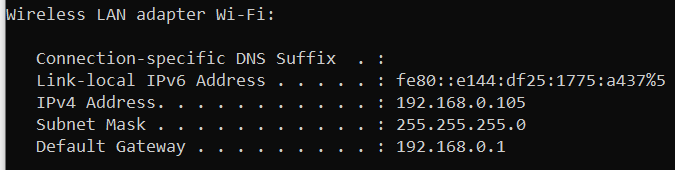 Wireless LAN adapter Wi-Fi:
Connection-specific DNS Suffix  . :
Link-local IPv6 Address . . . . . : fe80::e144:df25:1775:a437%5
IPv4 Address. . . . . . . . . . . : 192.168.0.105
Subnet Mask . . . . . . . . . . . : 255.255.255.0
Default Gateway . . . . . . . . . : 192.168.0.1